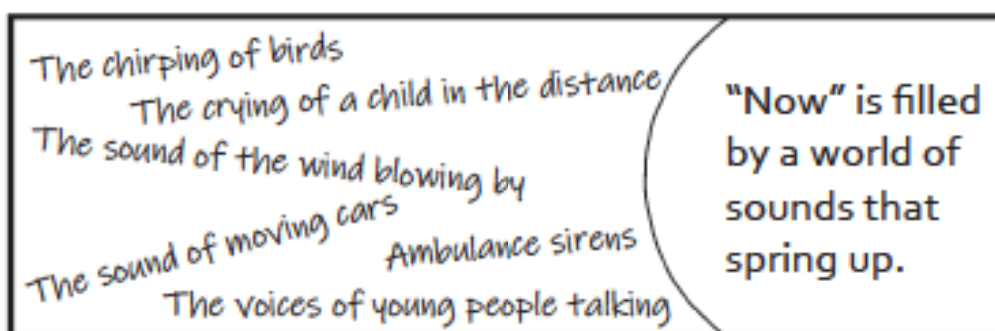 The chirping of birds
The crying of a child in the distance
The sound of the wind blowing by
The sound of moving cars
Ambulance sirens
The voices of young people talking
“Now” is filled
by a world of
sounds that
spring up.